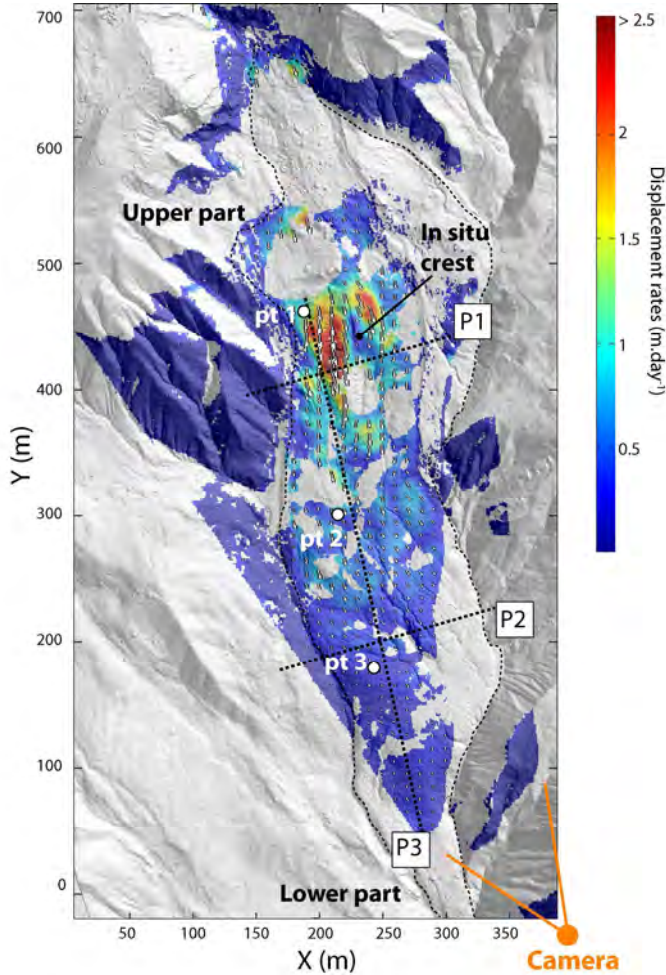 700
600
500
400
300
200
100
0
Y (m)
> 2.5
2
1.5
1
0.5
Displacement rates (m.day⁻¹)
Upper part
In situ
crest
pt 1
P1
pt 2
P2
pt 3
P3
Lower part
50
100
150
200
250
300
350
X (m)
Camera